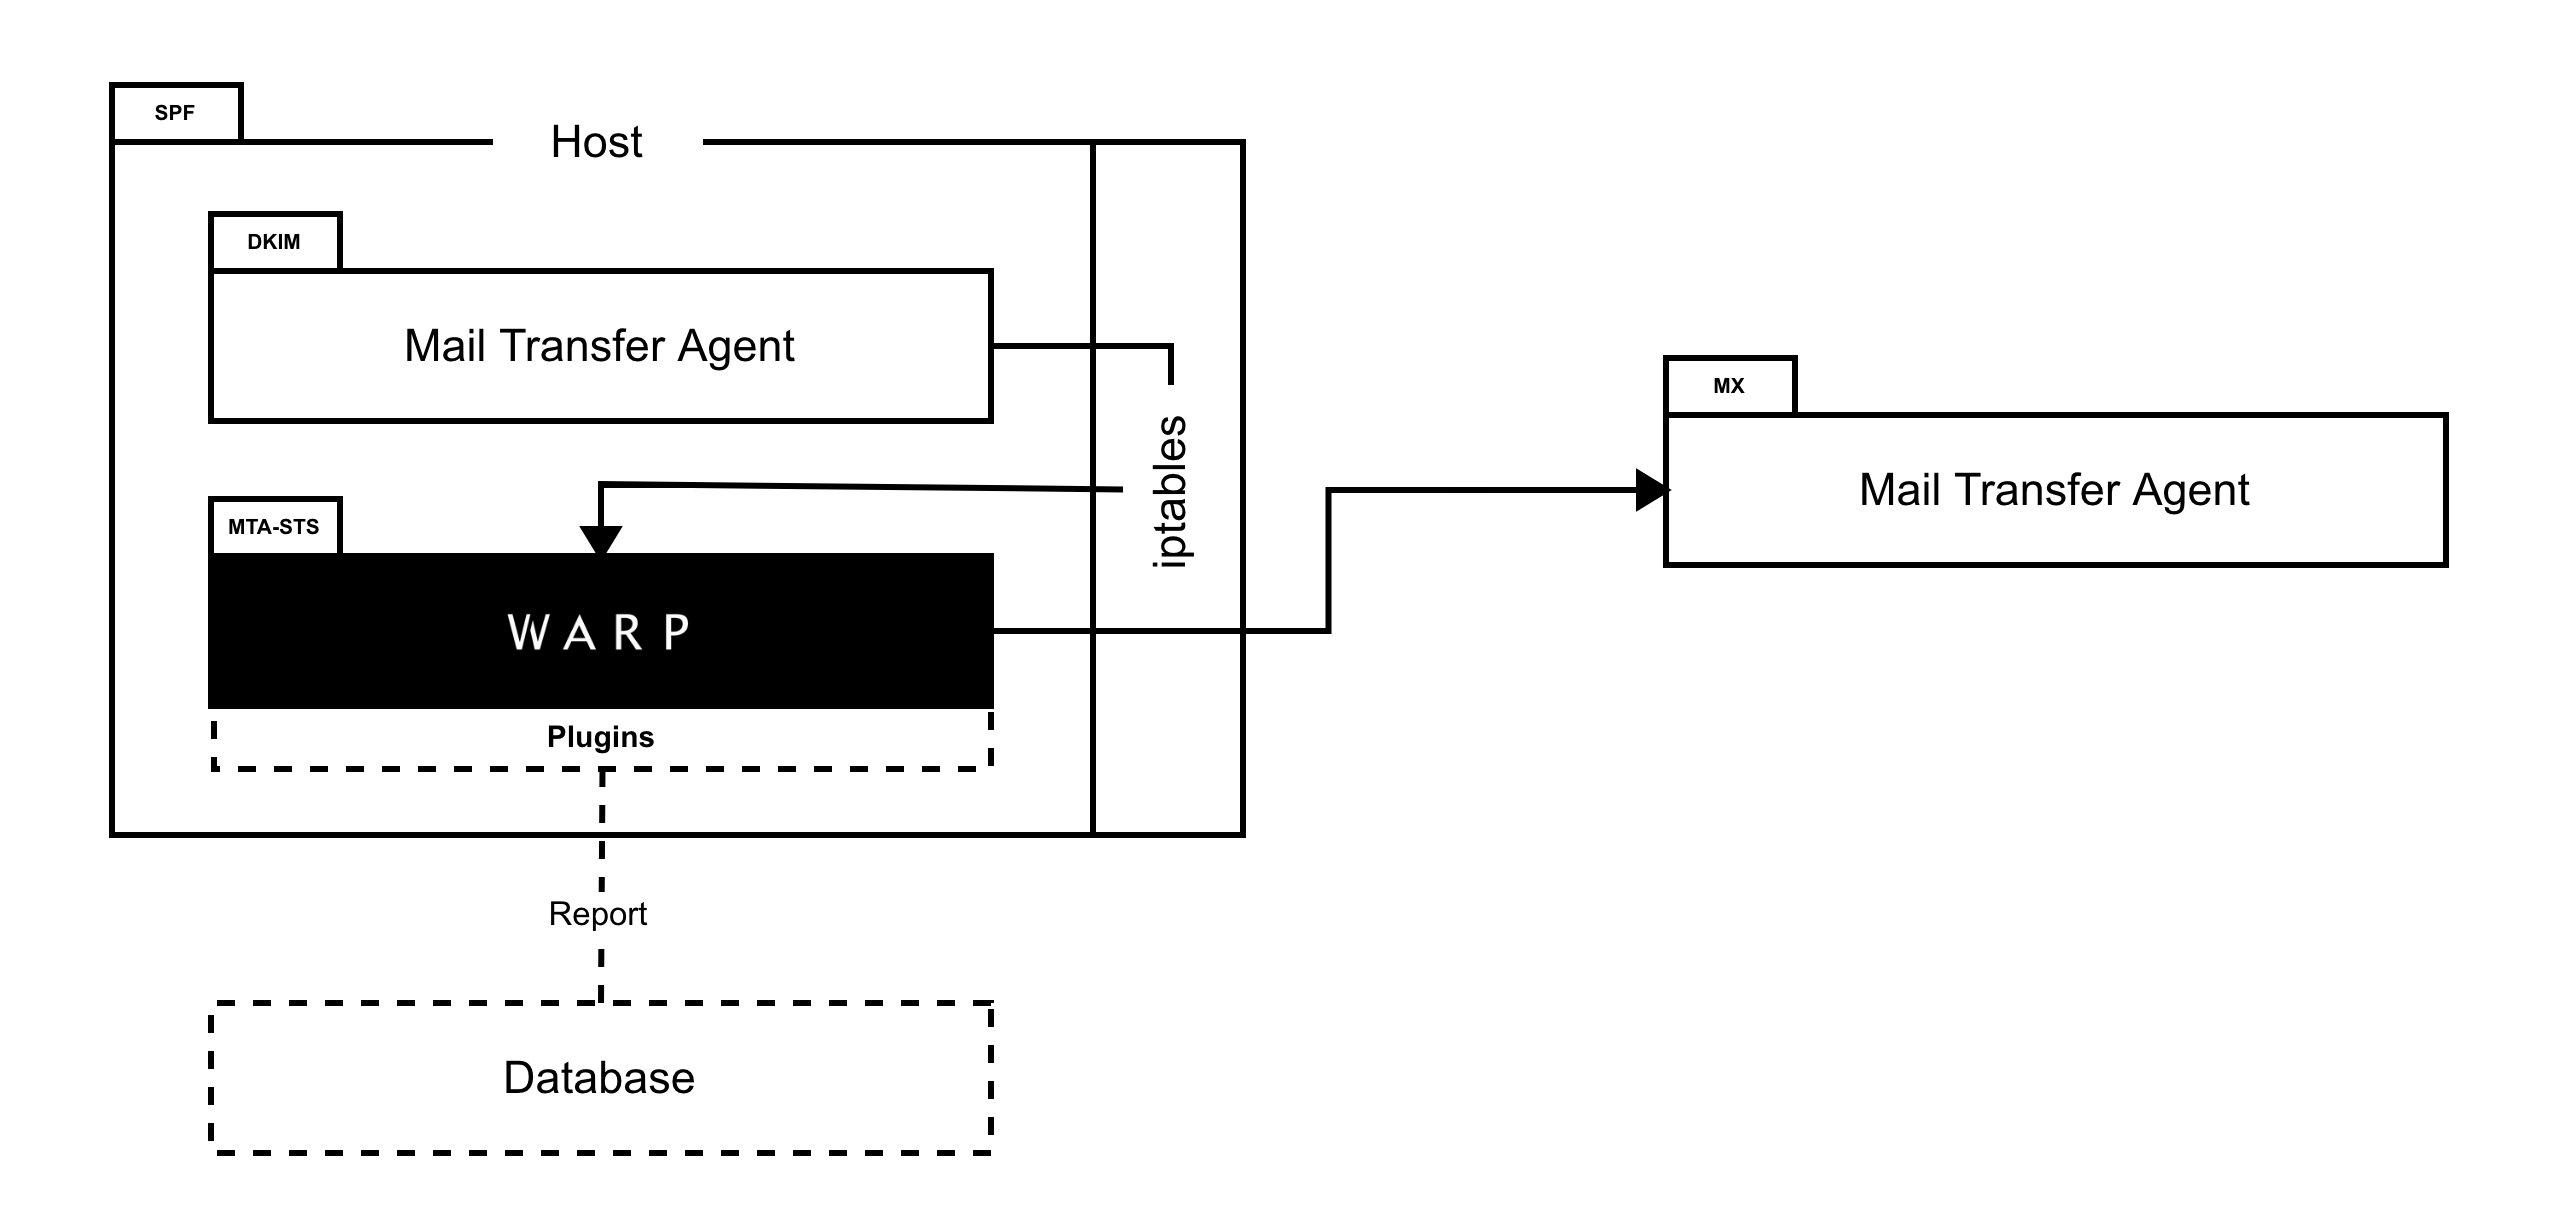 SPF
Host
DKIM
Mail Transfer Agent
iptables
MX
Mail Transfer Agent
MTA-STS
WARP
Plugins
Report
Database